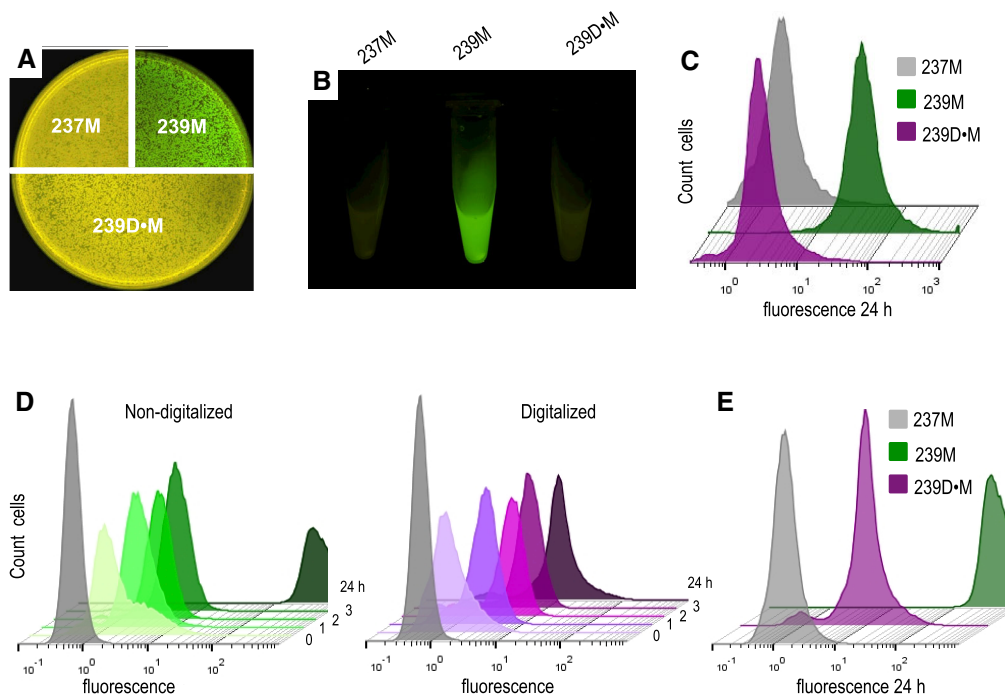 A
237M
239M
239D•M
B
237M
239M
239D•M
C
237M
239M
239D•M
Count cells
10⁰
10¹
10²
10³
fluorescence 24 h
D
Non-digitalized
Count cells
24 h
3
2
1
0
10⁻¹
10⁰
10¹
10²
fluorescence
Digitalized
24 h
3
2
1
0
10⁻¹
10⁰
10¹
10²
fluorescence
E
237M
239M
239D•M
10⁻¹
10⁰
10¹
10²
fluorescence 24 h